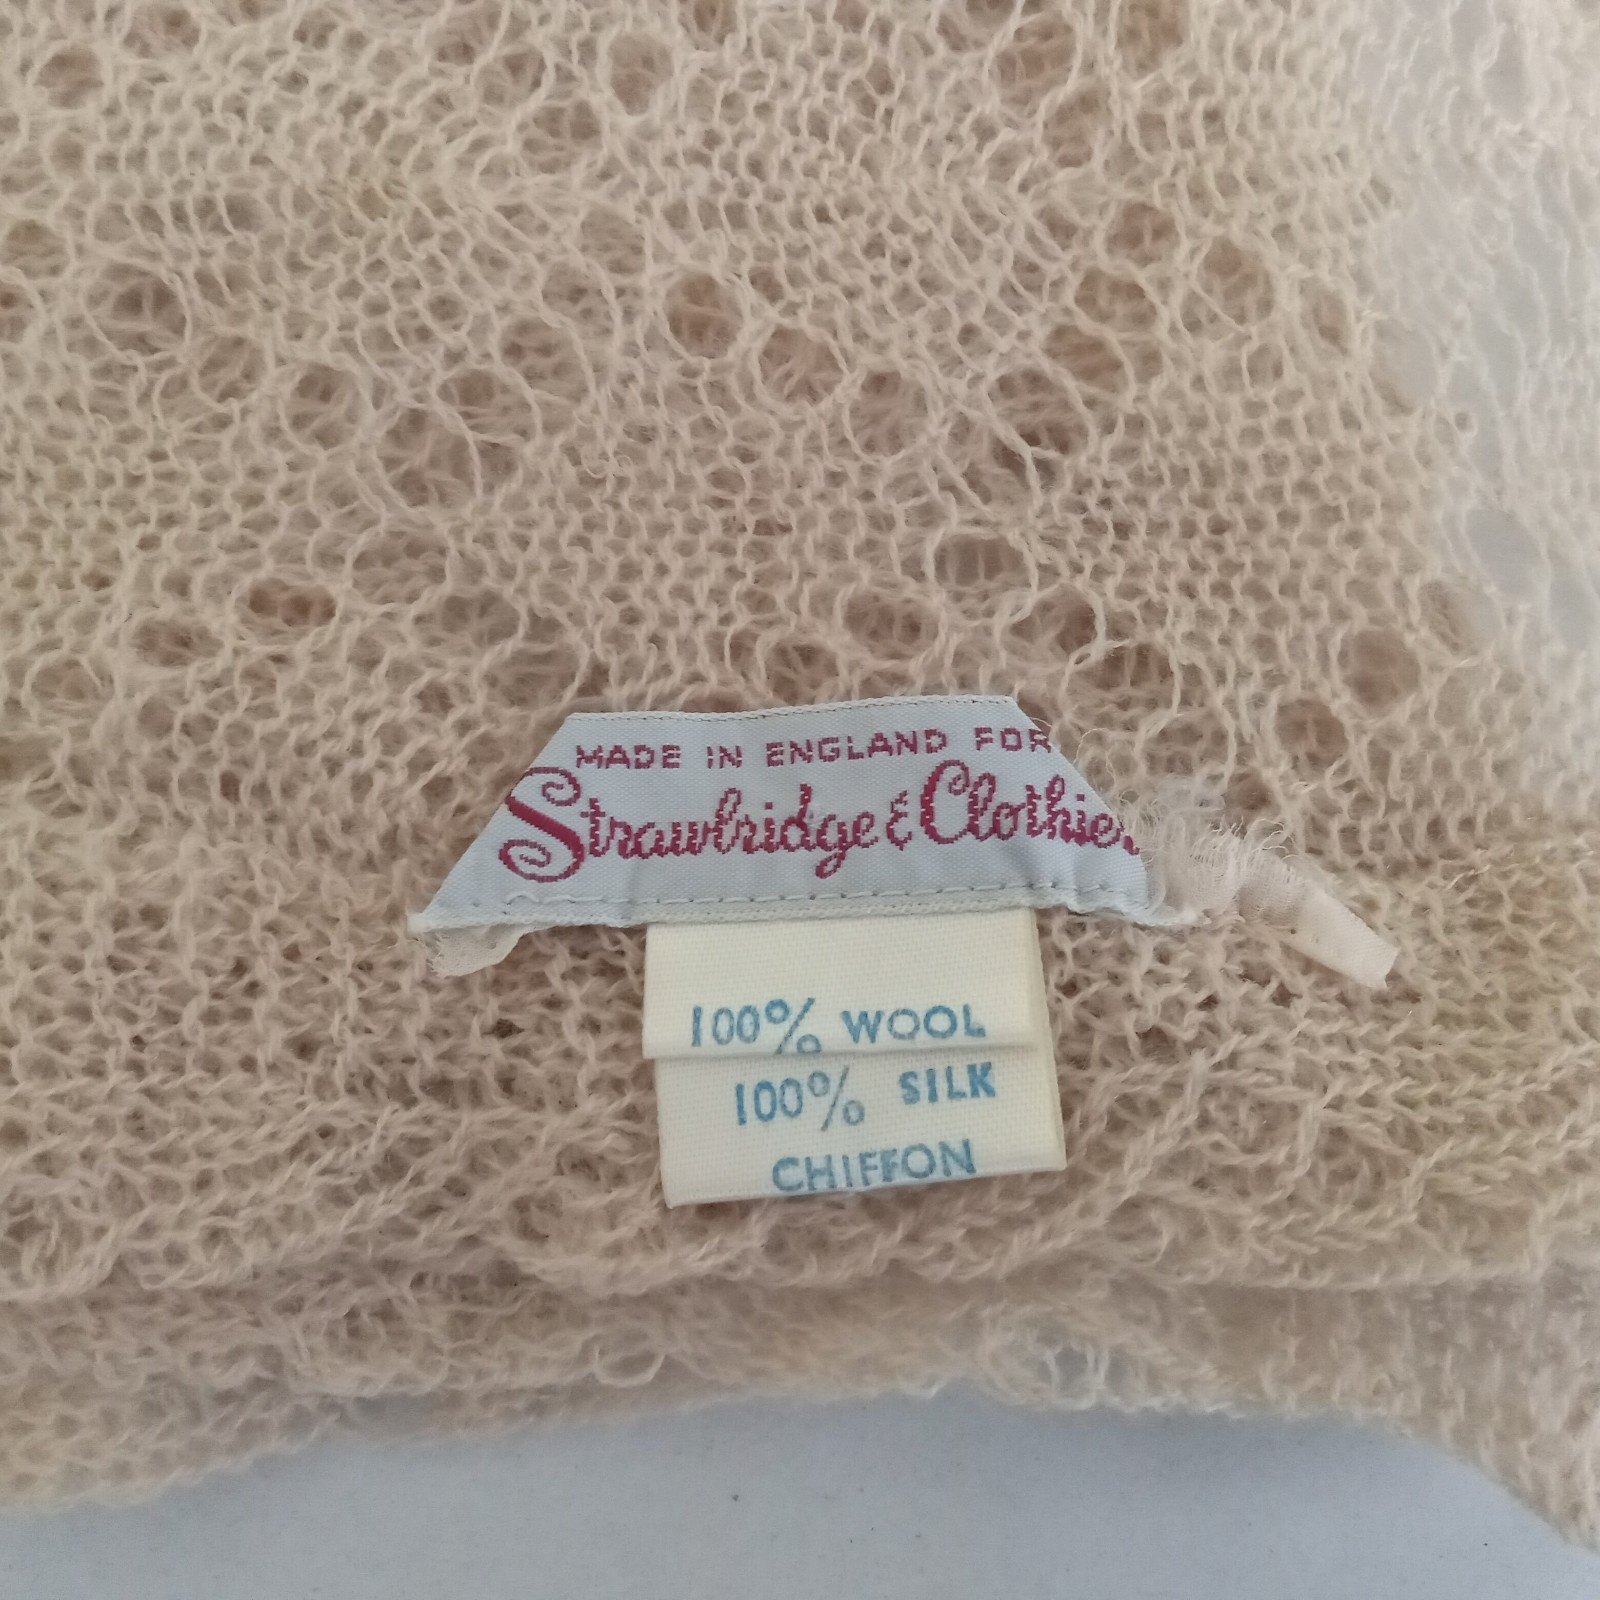 MADE IN ENGLAND FOR
Strawbridge & Clothier
100% WOOL
100% SILK
CHIFFON